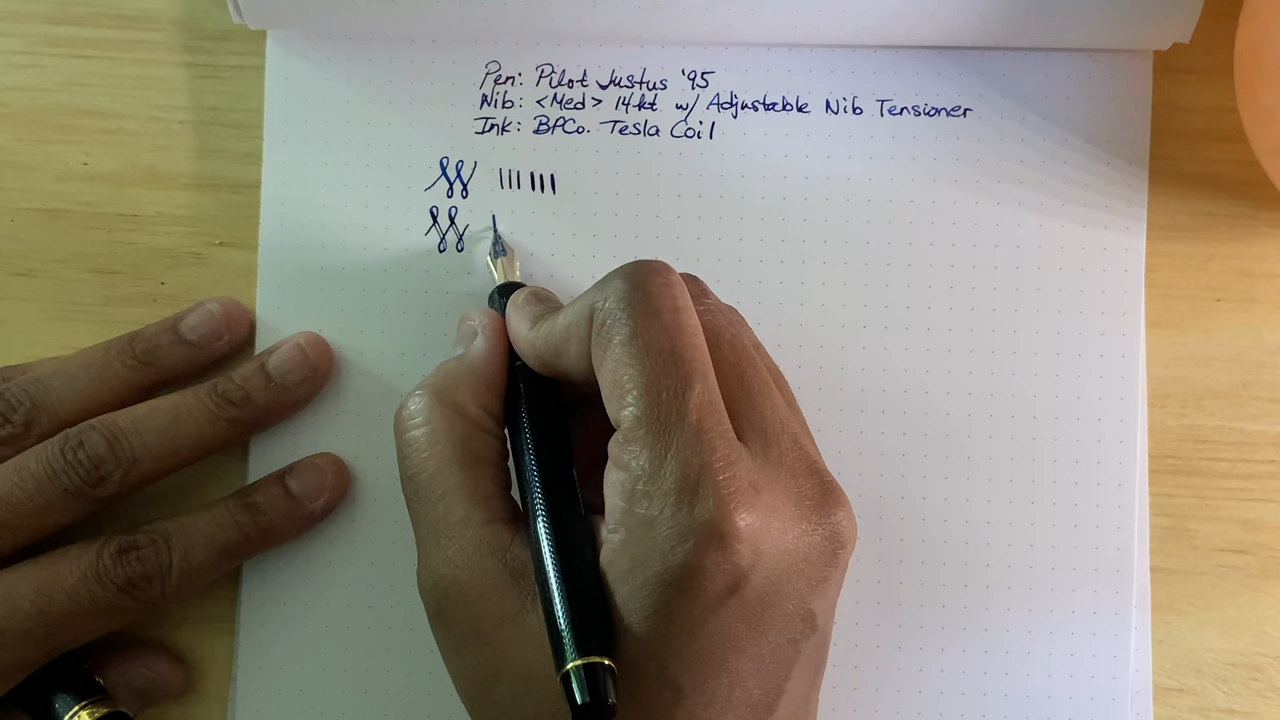 Pen: Pilot Justus '95
Nib: <Med> 14kt w/ Adjustable Nib Tensioner
Ink: BPCo. Tesla Coil